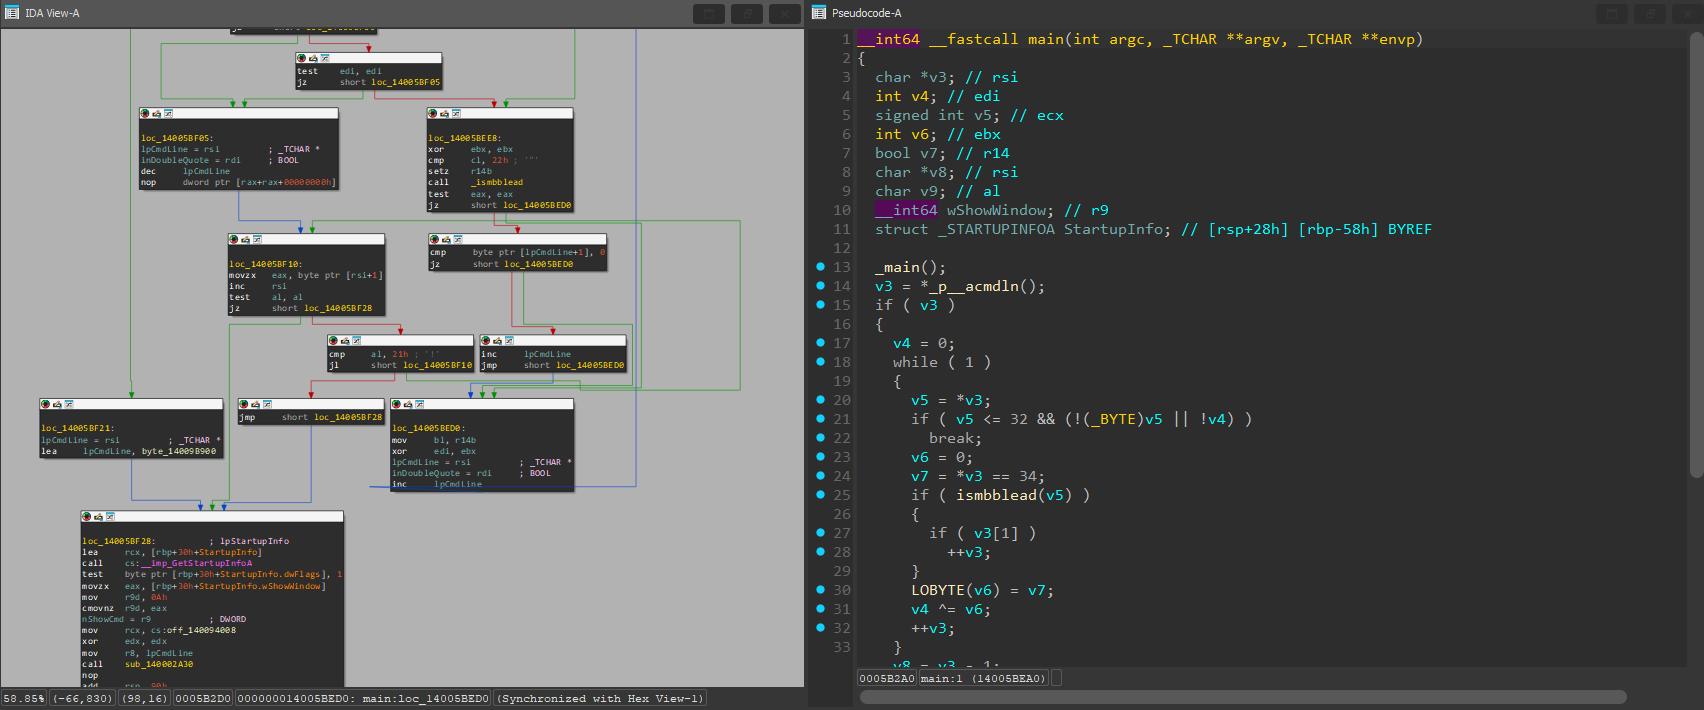 IDA View-A
test edi, edi
jz short loc_14005BF05
loc_14005BF05:
lpCmdLine = rsi ; _TCHAR *
inDoubleQuote = rdi ; BOOL
dec lpCmdLine
nop dword ptr [rax+rax+00000000h]
loc_14005BEE8:
xor ebx, ebx
cmp cl, 22h ; '"'
setz r14b
call _ismbblead
test eax, eax
jz short loc_14005BED0
loc_14005BF10:
movzx eax, byte ptr [rsi+1]
inc rsi
test al, al
jz short loc_14005BF28
cmp byte ptr [lpCmdLine+1], 0
jz short loc_14005BED0
cmp al, 21h ; '!'
jl short loc_14005BF10
inc lpCmdLine
jmp short loc_14005BED0
loc_14005BF21:
lpCmdLine = rsi ; _TCHAR *
lea lpCmdLine, byte_14009B900
jmp short loc_14005BF28
loc_14005BED0:
mov bl, r14b
xor edi, ebx
lpCmdLine = rsi ; _TCHAR *
inDoubleQuote = rdi ; BOOL
inc lpCmdLine
loc_14005BF28: ; lpStartupInfo
lea rcx, [rbp+30h+StartupInfo]
call cs:__imp_GetStartupInfoA
test byte ptr [rbp+30h+StartupInfo.dwFlags], 1
movzx eax, [rbp+30h+StartupInfo.wShowWindow]
mov r9d, 0Ah
cmovnz r9d, eax
nShowCmd = r9 ; DWORD
mov rcx, cs:off_140094008
xor edx, edx
mov r8, lpCmdLine
call sub_140002A30
nop
add rsp, 90h
58.85% (-66,830) (98,16) 0005B2D0 000000014005BED0: main:loc_14005BED0 (Synchronized with Hex View-1)
Pseudocode-A
1 __int64 __fastcall main(int argc, _TCHAR **argv, _TCHAR **envp)
2 {
3 char *v3; // rsi
4 int v4; // edi
5 signed int v5; // ecx
6 int v6; // ebx
7 bool v7; // r14
8 char *v8; // rsi
9 char v9; // al
10 __int64 wShowWindow; // r9
11 struct _STARTUPINFOA StartupInfo; // [rsp+28h] [rbp-58h] BYREF
12
13 _main();
14 v3 = *_p__acmdln();
15 if ( v3 )
16 {
17 v4 = 0;
18 while ( 1 )
19 {
20 v5 = *v3;
21 if ( v5 <= 32 && (!(_BYTE)v5 || !v4) )
22 break;
23 v6 = 0;
24 v7 = *v3 == 34;
25 if ( ismbblead(v5) )
26 {
27 if ( v3[1] )
28 ++v3;
29 }
30 LOBYTE(v6) = v7;
31 v4 ^= v6;
32 ++v3;
33 }
v8 = v3 - 1;
0005B2A0 main:1 (14005BEA0)